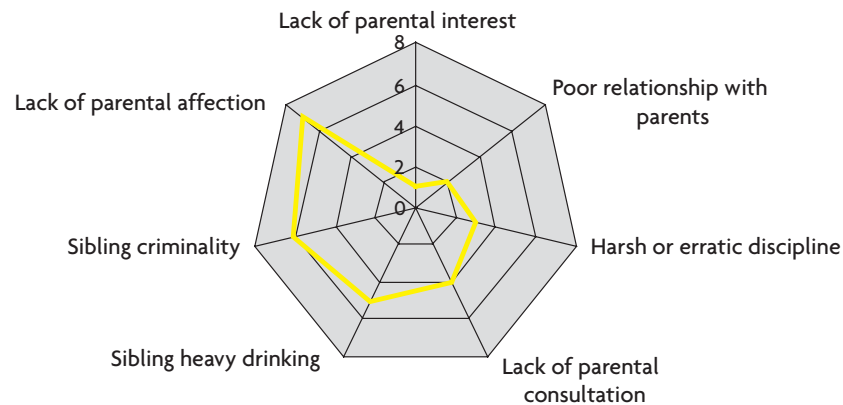 Lack of parental interest
8
6
4
2
0
Poor relationship with
parents
Harsh or erratic discipline
Lack of parental
consultation
Sibling heavy drinking
Sibling criminality
Lack of parental affection